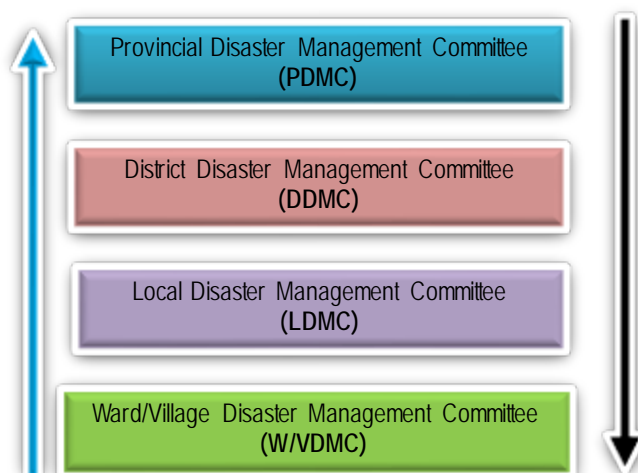 Provincial Disaster Management Committee
(PDMC)
District Disaster Management Committee
(DDMC)
Local Disaster Management Committee
(LDMC)
Ward/Village Disaster Management Committee
(W/VDMC)